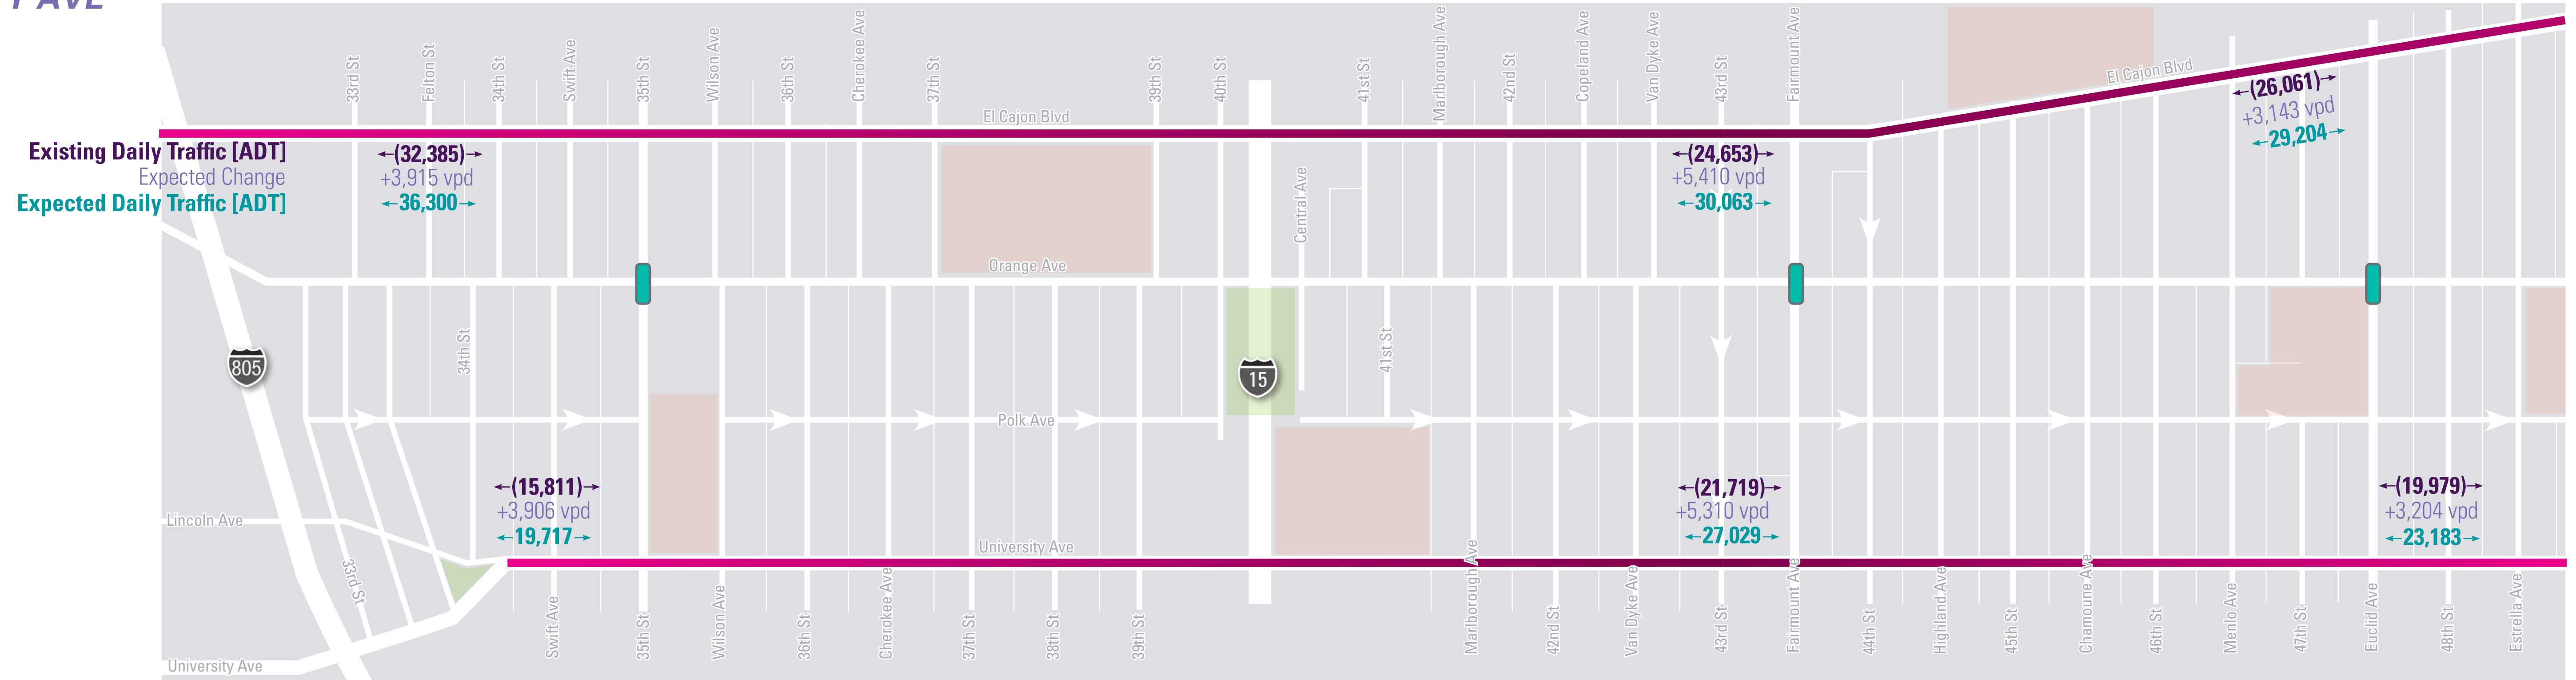 Y AVE
33rd St
Felton St
34th St
Swift Ave
35th St
Wilson Ave
36th St
Cherokee Ave
37th St
39th St
40th St
41st St
Marlborough Ave
42nd St
Copeland Ave
Van Dyke Ave
43rd St
Fairmount Ave
El Cajon Blvd
El Cajon Blvd
Existing Daily Traffic [ADT]
Expected Change
Expected Daily Traffic [ADT]
(32,385)
+3,915 vpd
36,300
(24,653)
+5,410 vpd
30,063
(26,061)
+3,143 vpd
29,204
Central Ave
Orange Ave
34th St
41st St
805
15
Polk Ave
(15,811)
+3,906 vpd
19,717
(21,719)
+5,310 vpd
27,029
(19,979)
+3,204 vpd
23,183
Lincoln Ave
University Ave
33rd St
University Ave
Swift Ave
35th St
Wilson Ave
36th St
Cherokee Ave
37th St
38th St
39th St
Marlborough Ave
42nd St
Van Dyke Ave
43rd St
Fairmount Ave
44th St
Highland Ave
45th St
Chamoune Ave
46th St
Menlo Ave
47th St
Euclid Ave
48th St
Estrella Ave